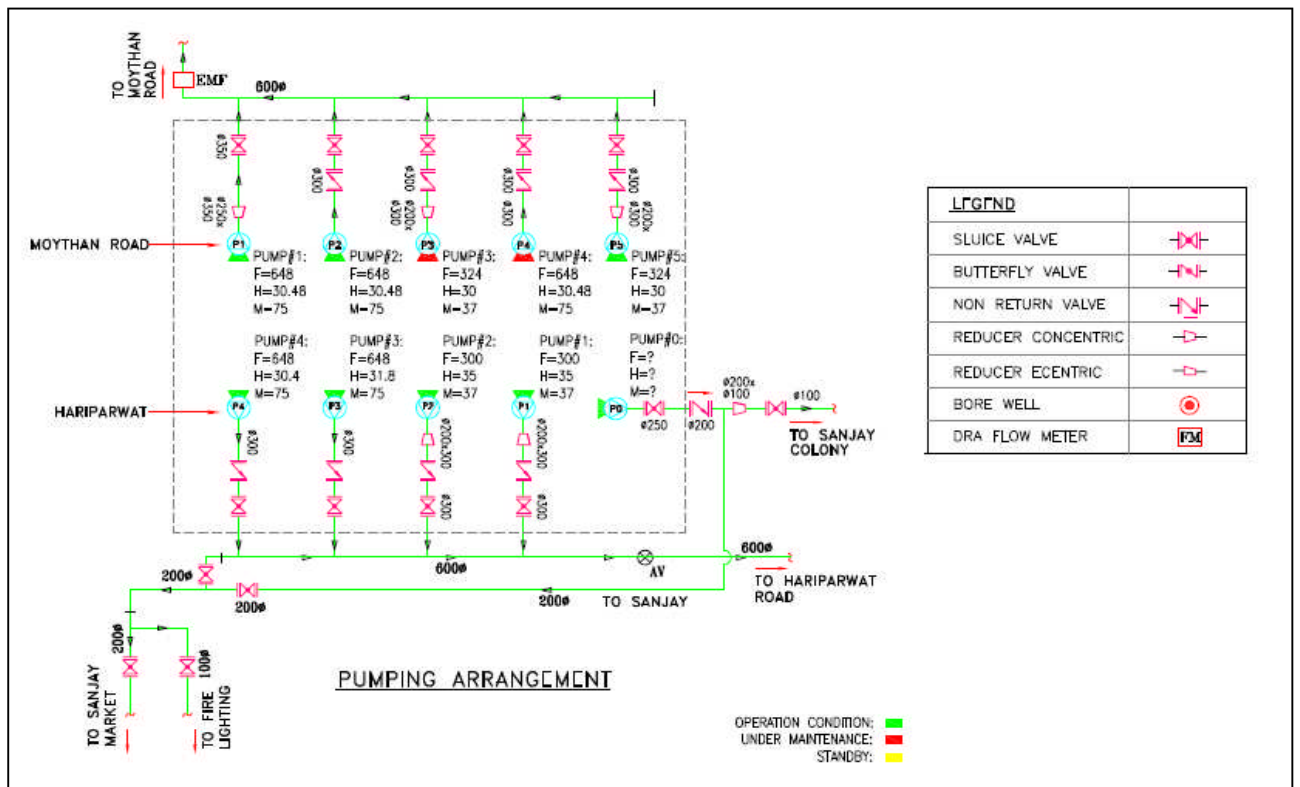 TO MOYTHAN ROAD
EMF
600ø
ø350
ø300
ø300
ø300
ø300
ø250x
ø350
ø200x
ø300
ø300
ø200x
ø300
MOYTHAN ROAD
P1
P2
P3
P4
P5
PUMP#1:
F=648
H=30.48
M=75
PUMP#2:
F=648
H=30.48
M=75
PUMP#3:
F=324
H=30
M=37
PUMP#4:
F=648
H=30.48
M=75
PUMP#5:
F=324
H=30
M=37
PUMP#4:
F=648
H=30.4
M=75
PUMP#3:
F=648
H=31.8
M=75
PUMP#2:
F=300
H=35
M=37
PUMP#1:
F=300
H=35
M=37
PUMP#0:
F=?
H=?
M=?
HARIPARWAT
P4
P3
P2
P1
P0
ø300
ø300
ø200x300
ø200x300
ø300
ø300
ø250
ø200
ø200x
ø100
ø100
TO SANJAY
COLONY
600ø
AV
600ø
TO HARIPARWAT
ROAD
200ø
200ø
200ø
TO SANJAY
200ø
100ø
TO SANJAY
MARKET
TO FIRE
LIGHTING
PUMPING ARRANGEMENT
OPERATION CONDITION:
UNDER MAINTENANCE:
STANDBY:
LEGEND
SLUICE VALVE
BUTTERFLY VALVE
NON RETURN VALVE
REDUCER CONCENTRIC
REDUCER ECENTRIC
BORE WELL
DRA FLOW METER
FM